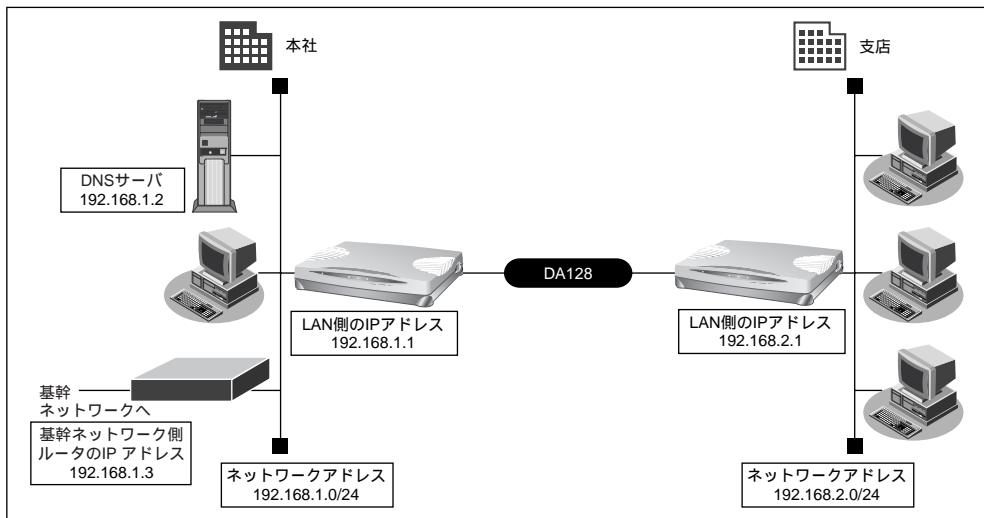 本社
支店
DNSサーバ
192.168.1.2
DA128
LAN側のIPアドレス
192.168.1.1
LAN側のIPアドレス
192.168.2.1
基幹
ネットワークへ
基幹ネットワーク側
ルータのIP アドレス
192.168.1.3
ネットワークアドレス
192.168.1.0/24
ネットワークアドレス
192.168.2.0/24